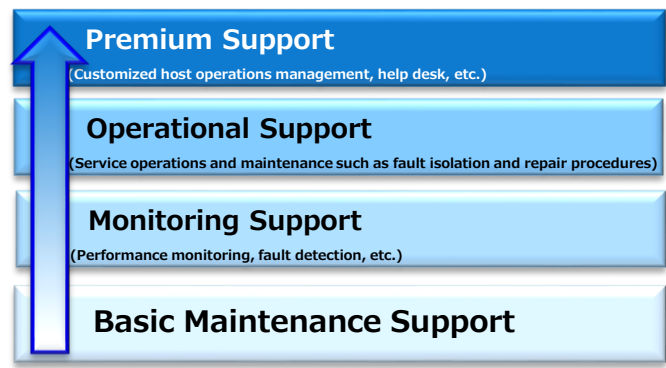 Premium Support
(Customized host operations management, help desk, etc.)
Operational Support
(Service operations and maintenance such as fault isolation and repair procedures)
Monitoring Support
(Performance monitoring, fault detection, etc.)
Basic Maintenance Support